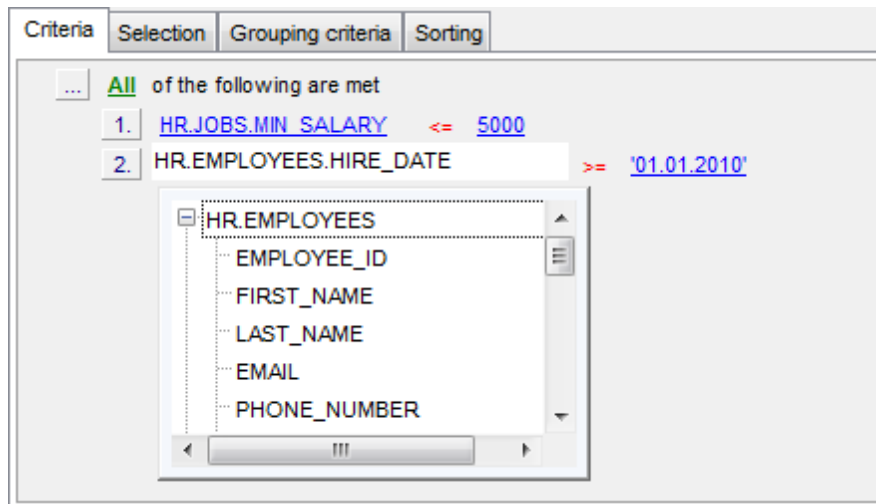 Criteria Selection Grouping criteria Sorting
... All of the following are met
1. HR.JOBS.MIN_SALARY <= 5000
2. HR.EMPLOYEES.HIRE_DATE >= '01.01.2010'
HR.EMPLOYEES
EMPLOYEE_ID
FIRST_NAME
LAST_NAME
EMAIL
PHONE_NUMBER